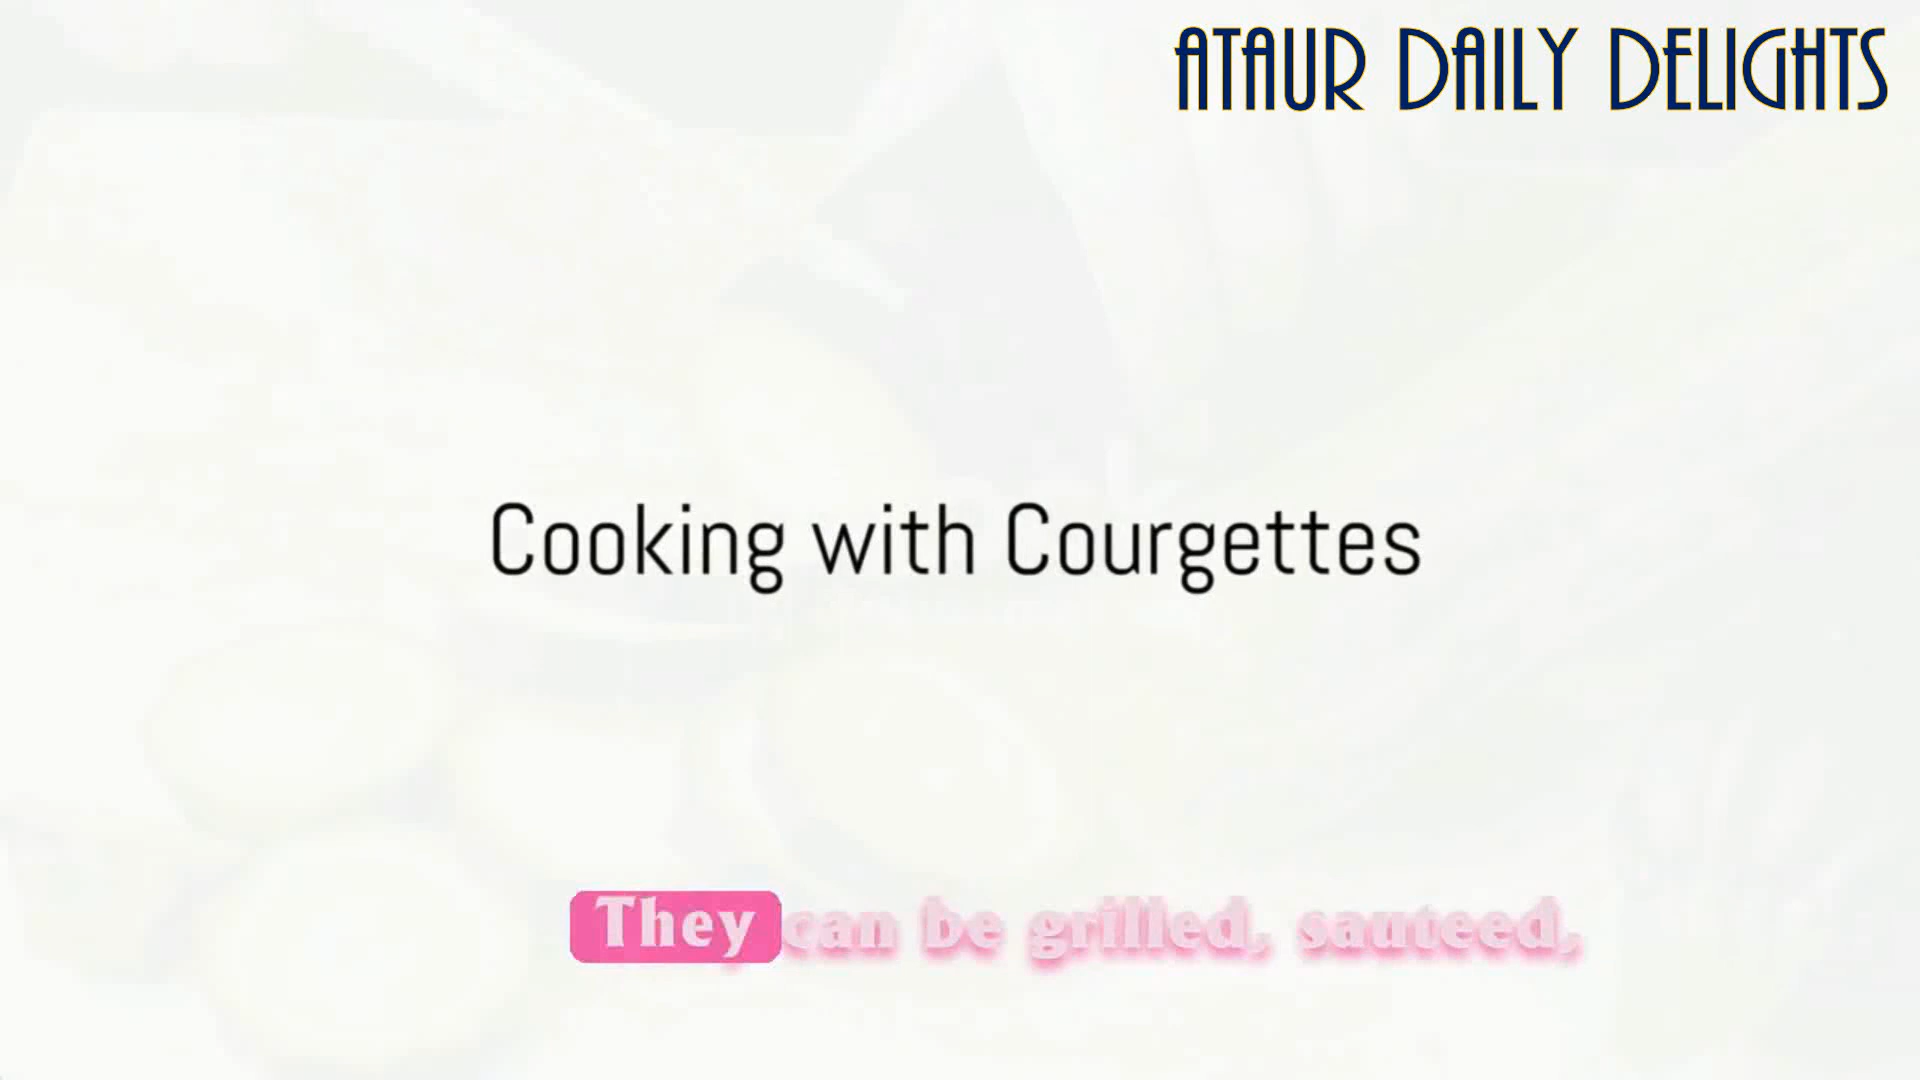 ATAUR DAILY DELIGHTS
Cooking with Courgettes
They can be grilled, sauteed,